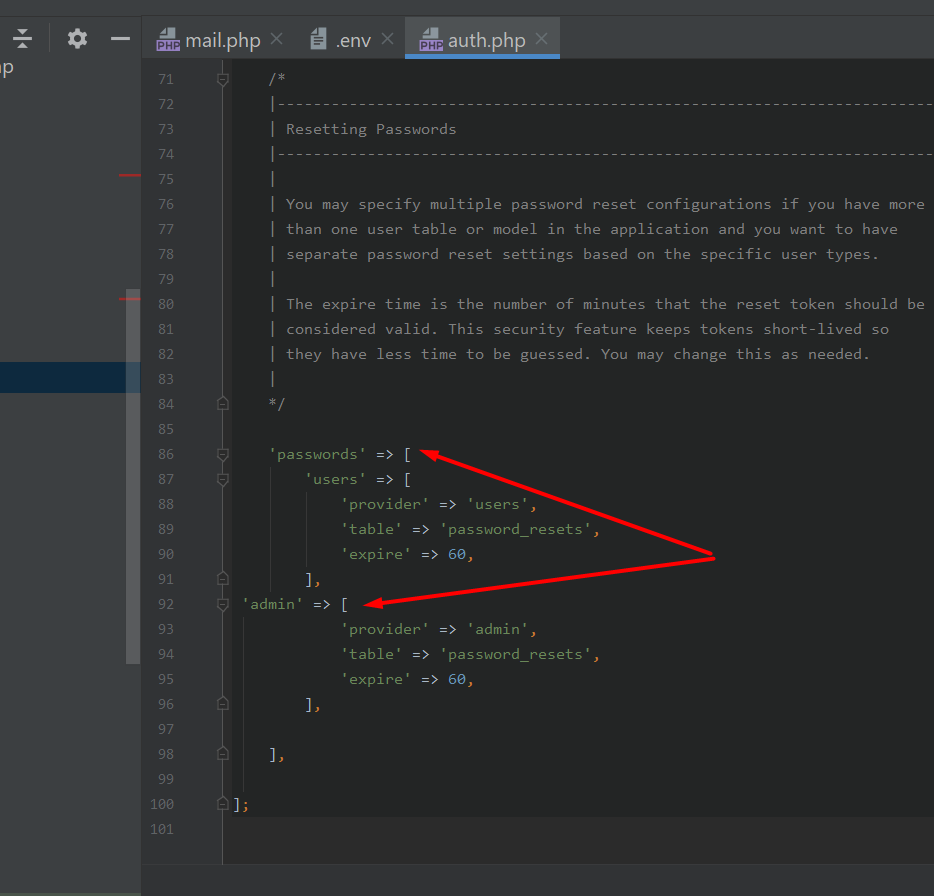 p
mail.php
.env
auth.php
71 /*
72 |--------------------------------------------------------------------------
73 | Resetting Passwords
74 |--------------------------------------------------------------------------
75 |
76 | You may specify multiple password reset configurations if you have more
77 | than one user table or model in the application and you want to have
78 | separate password reset settings based on the specific user types.
79 |
80 | The expire time is the number of minutes that the reset token should be
81 | considered valid. This security feature keeps tokens short-lived so
82 | they have less time to be guessed. You may change this as needed.
83 |
84 */
85
86 'passwords' => [
87 'users' => [
88 'provider' => 'users',
89 'table' => 'password_resets',
90 'expire' => 60,
91 ],
92 'admin' => [
93 'provider' => 'admin',
94 'table' => 'password_resets',
95 'expire' => 60,
96 ],
97
98 ],
99
100 ];
101